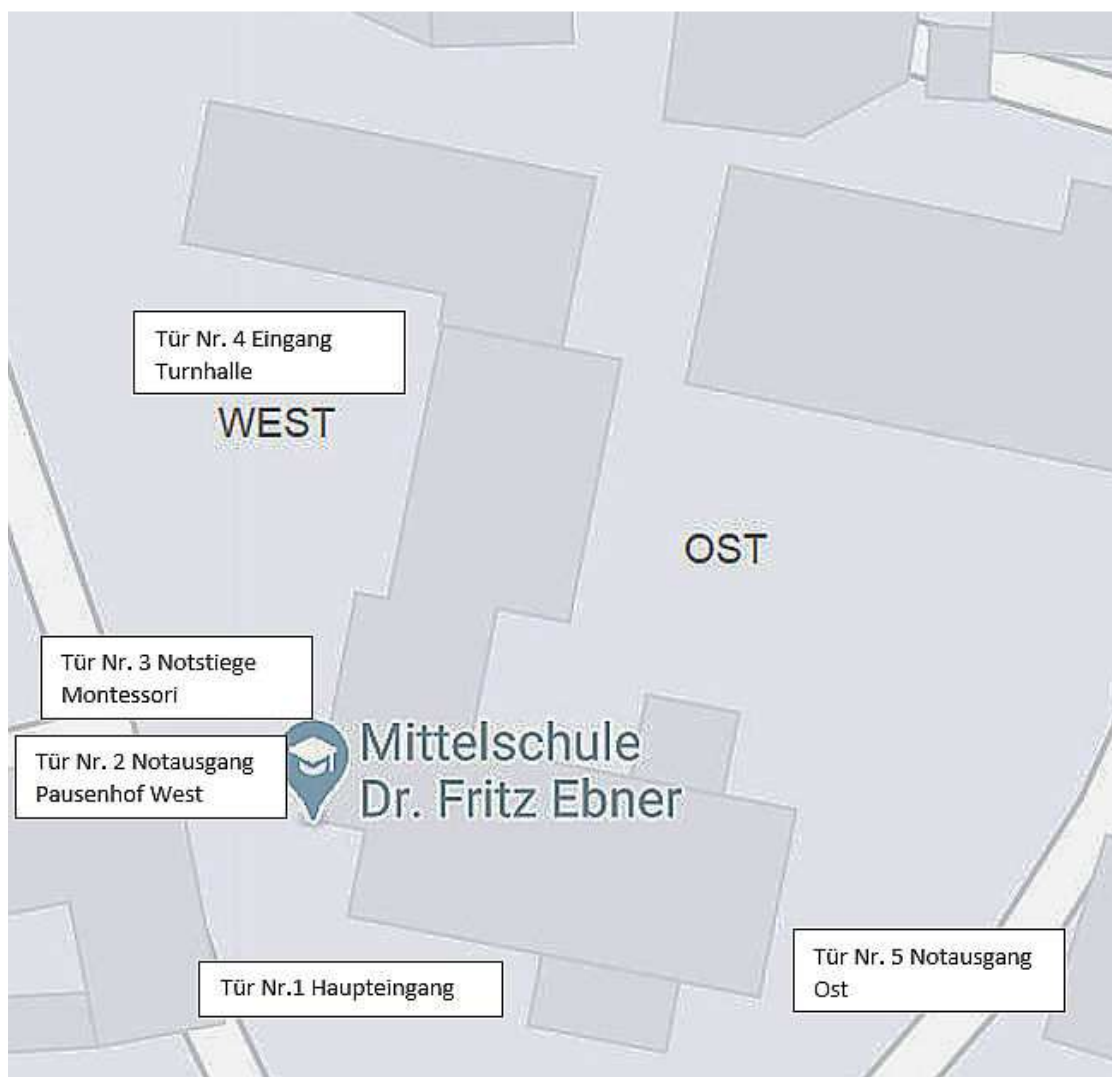 Tür Nr. 4 Eingang
Turnhalle
WEST
OST
Tür Nr. 3 Notstiege
Montessori
Tür Nr. 2 Notausgang
Pausenhof West
Mittelschule
Dr. Fritz Ebner
Tür Nr. 5 Notausgang
Ost
Tür Nr.1 Haupteingang